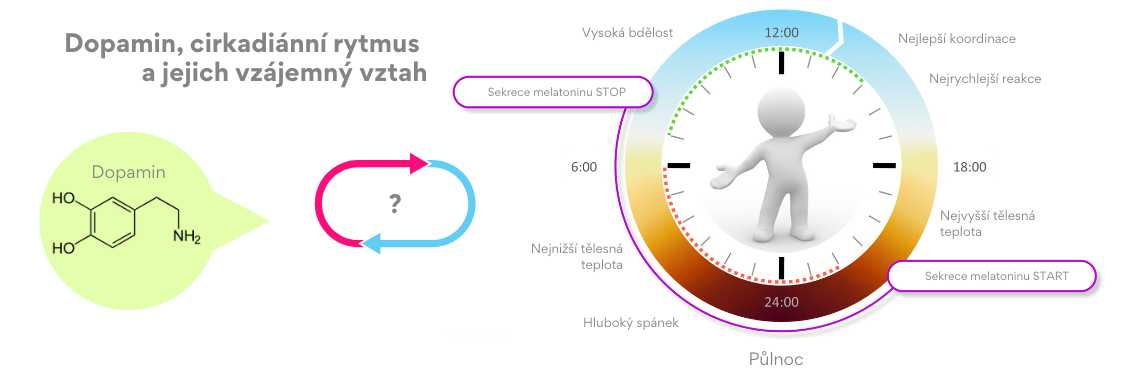 Dopamin, cirkadiánní rytmus
a jejich vzájemný vztah
Dopamin
HO
HO
NH2
?
Vysoká bdělost
12:00
Nejlepší koordinace
Nejrychlejší reakce
Sekrece melatoninu STOP
6:00
18:00
Nejvyšší tělesná
teplota
Nejnižší tělesná
teplota
Sekrece melatoninu START
24:00
Hluboký spánek
Půlnoc